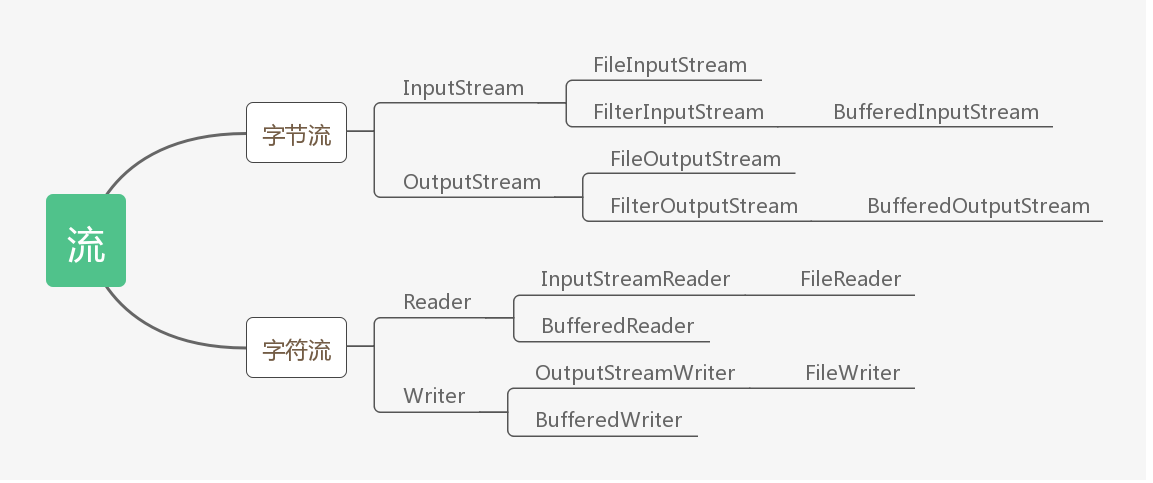 流
字节流
InputStream
FileInputStream
FilterInputStream
BufferedInputStream
OutputStream
FileOutputStream
FilterOutputStream
BufferedOutputStream
字符流
Reader
InputStreamReader
FileReader
BufferedReader
Writer
OutputStreamWriter
FileWriter
BufferedWriter